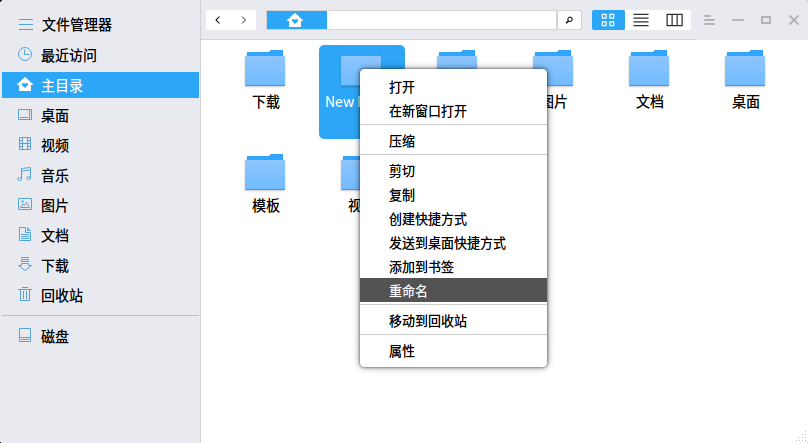 文件管理器
最近访问
主目录
桌面
视频
音乐
图片
文档
下载
回收站
磁盘
下载
New
图片
文档
桌面
模板
打开
在新窗口打开
压缩
剪切
复制
创建快捷方式
发送到桌面快捷方式
添加到书签
重命名
移动到回收站
属性